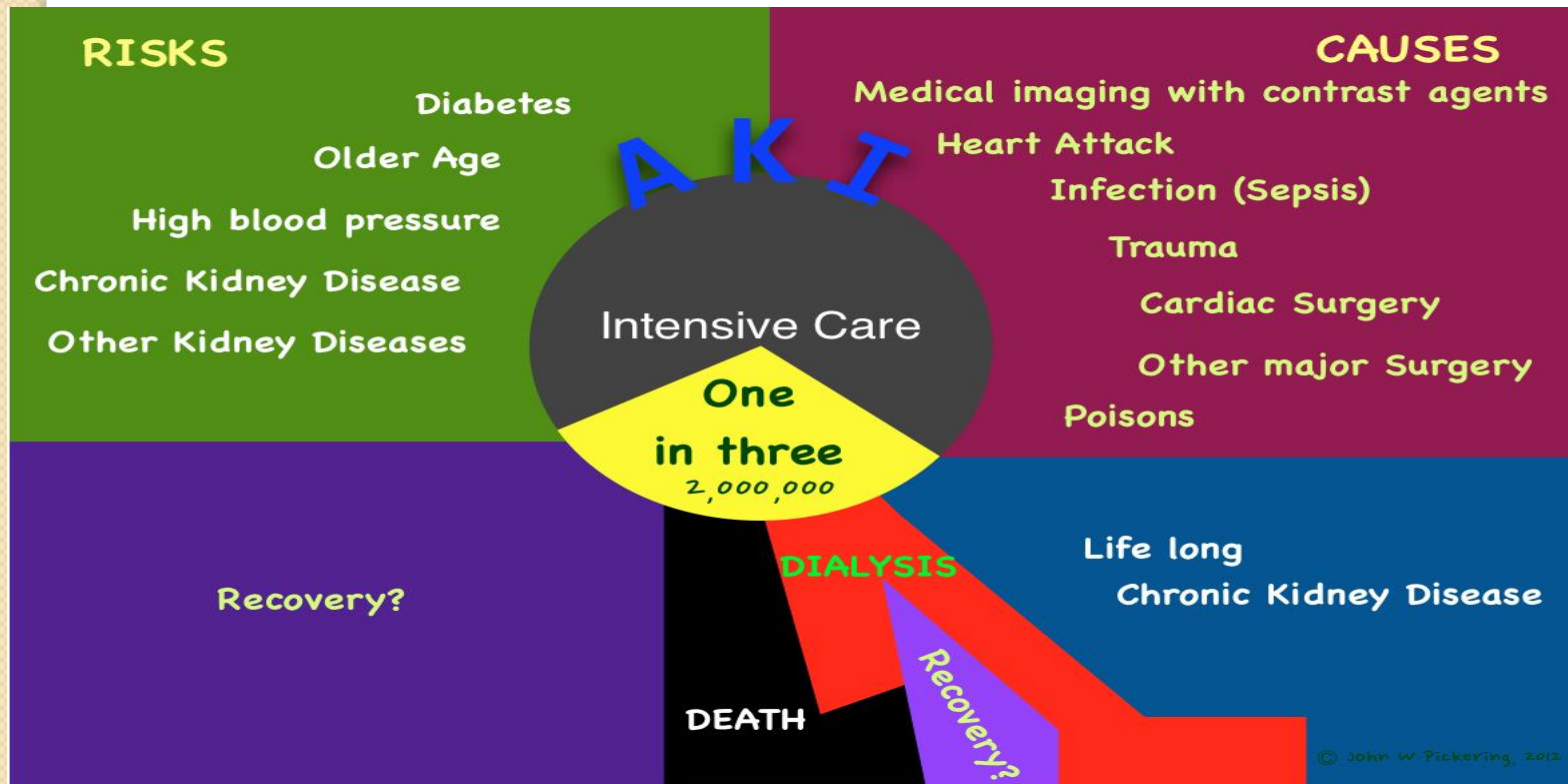 RISKS
Diabetes
Older Age
High blood pressure
Chronic Kidney Disease
Other Kidney Diseases
CAUSES
Medical imaging with contrast agents
Heart Attack
Infection (Sepsis)
Trauma
Cardiac Surgery
Other major Surgery
Poisons
AKI
Intensive Care
One
in three
2,000,000
Recovery?
DEATH
DIALYSIS
Recovery?
Life long
Chronic Kidney Disease
© John W Pickering, 2012